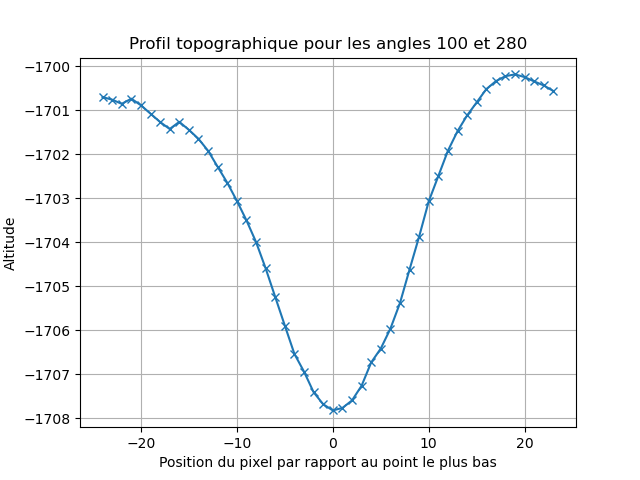 Profil topographique pour les angles 100 et 280
−1700
−1701
−1702
−1703
−1704
−1705
−1706
−1707
−1708
Altitude
−20 −10 0 10 20
Position du pixel par rapport au point le plus bas